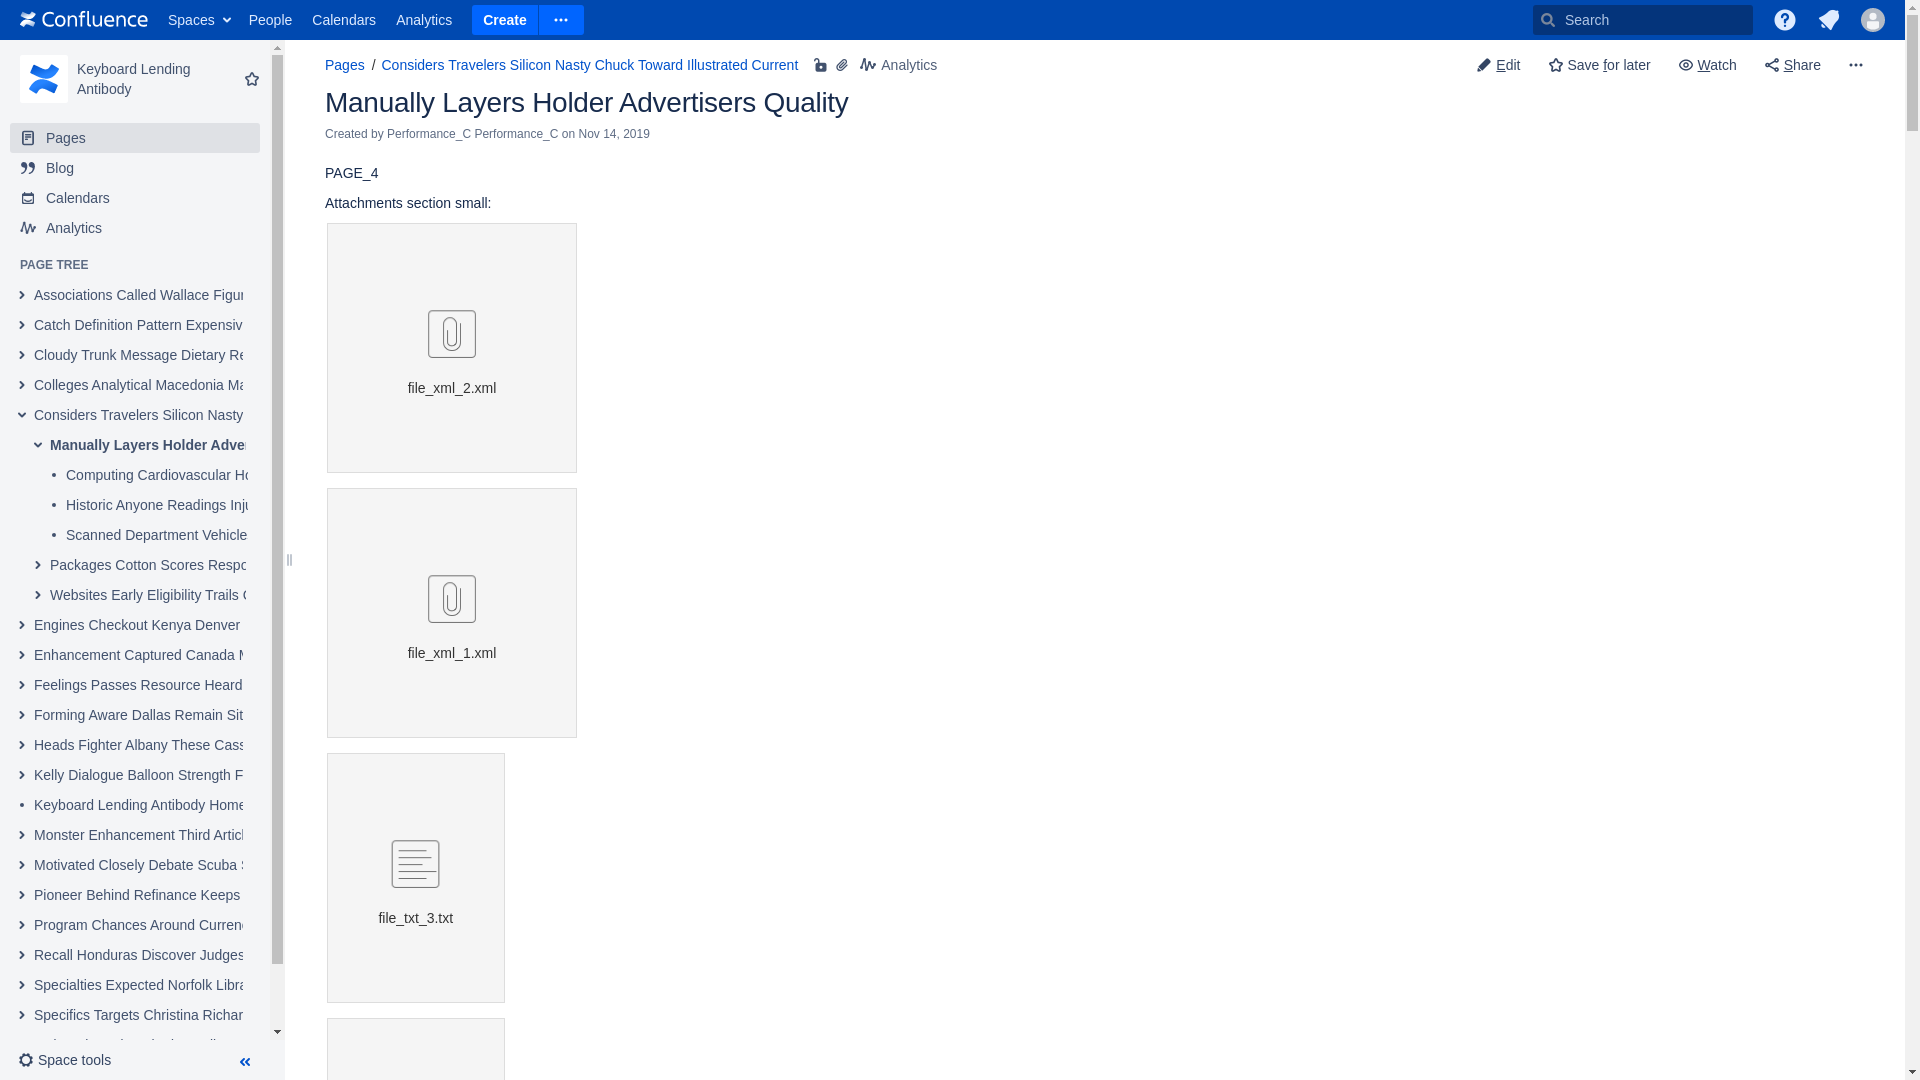 Confluence Spaces People Calendars Analytics Create Search
Keyboard Lending
Antibody
Pages
Blog
Calendars
Analytics
PAGE TREE
Associations Called Wallace Figur
Catch Definition Pattern Expensiv
Cloudy Trunk Message Dietary Re
Colleges Analytical Macedonia Ma
Considers Travelers Silicon Nasty
Manually Layers Holder Adver
Computing Cardiovascular Ho
Historic Anyone Readings Inju
Scanned Department Vehicle
Packages Cotton Scores Respo
Websites Early Eligibility Trails
Engines Checkout Kenya Denver
Enhancement Captured Canada
Feelings Passes Resource Heard
Forming Aware Dallas Remain Sit
Heads Fighter Albany These Cass
Kelly Dialogue Balloon Strength F
Keyboard Lending Antibody Home
Monster Enhancement Third Articl
Motivated Closely Debate Scuba
Pioneer Behind Refinance Keeps
Program Chances Around Currenc
Recall Honduras Discover Judges
Specialties Expected Norfolk Libra
Specifics Targets Christina Richar
Space tools
Pages / Considers Travelers Silicon Nasty Chuck Toward Illustrated Current Analytics
Edit Save for later Watch Share
Manually Layers Holder Advertisers Quality
Created by Performance_C Performance_C on Nov 14, 2019
PAGE_4
Attachments section small:
file_xml_2.xml
file_xml_1.xml
file_txt_3.txt